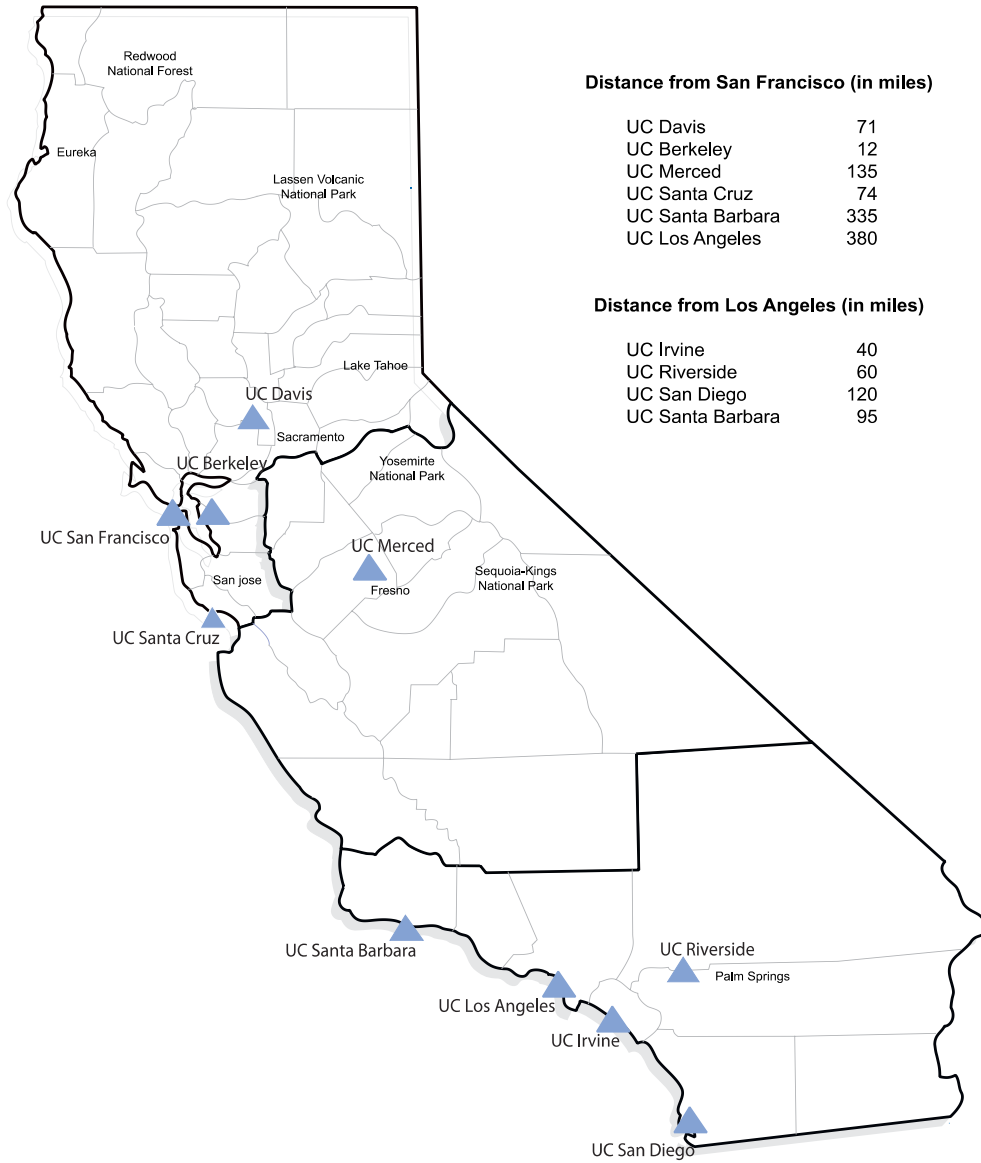 Redwood
National Forest
Distance from San Francisco (in miles)
UC Davis 71
UC Berkeley 12
UC Merced 135
UC Santa Cruz 74
UC Santa Barbara 335
UC Los Angeles 380
Eureka
Lassen Volcanic
National Park
Distance from Los Angeles (in miles)
UC Irvine 40
UC Riverside 60
UC San Diego 120
UC Santa Barbara 95
Lake Tahoe
UC Davis
Sacramento
UC Berkeley
Yosemirte
National Park
UC San Francisco
UC Merced
San jose
Fresno
Sequoia-Kings
National Park
UC Santa Cruz
UC Santa Barbara
UC Riverside
Palm Springs
UC Los Angeles
UC Irvine
UC San Diego